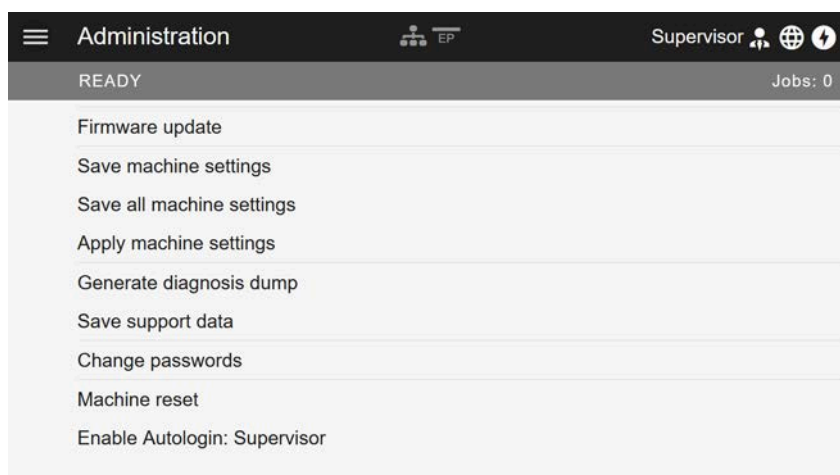 Administration EP Supervisor
READY Jobs: 0
Firmware update
Save machine settings
Save all machine settings
Apply machine settings
Generate diagnosis dump
Save support data
Change passwords
Machine reset
Enable Autologin: Supervisor